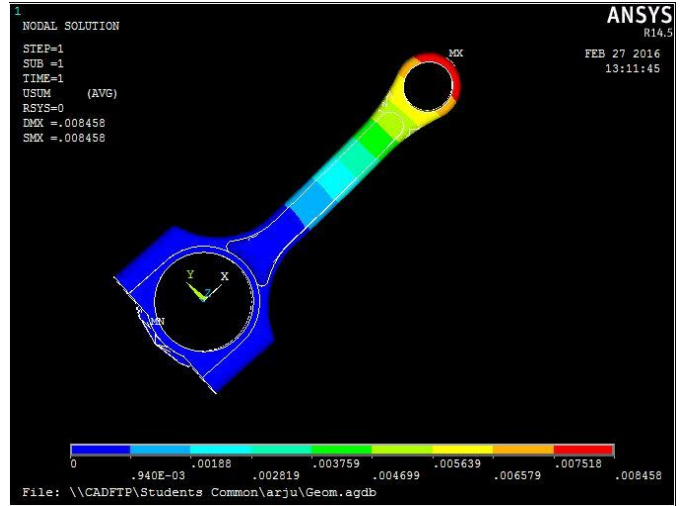 1
NODAL SOLUTION
STEP=1
SUB =1
TIME=1
USUM (AVG)
RSYS=0
DMX =.008458
SMX =.008458
ANSYS
R14.5
FEB 27 2016
13:11:45
MX
Y X
Z
MN
0 .00188 .003759 .005639 .007518
.940E-03 .002819 .004699 .006579 .008458
File: \\CADFTP\Students Common\arju\Geom.agdb